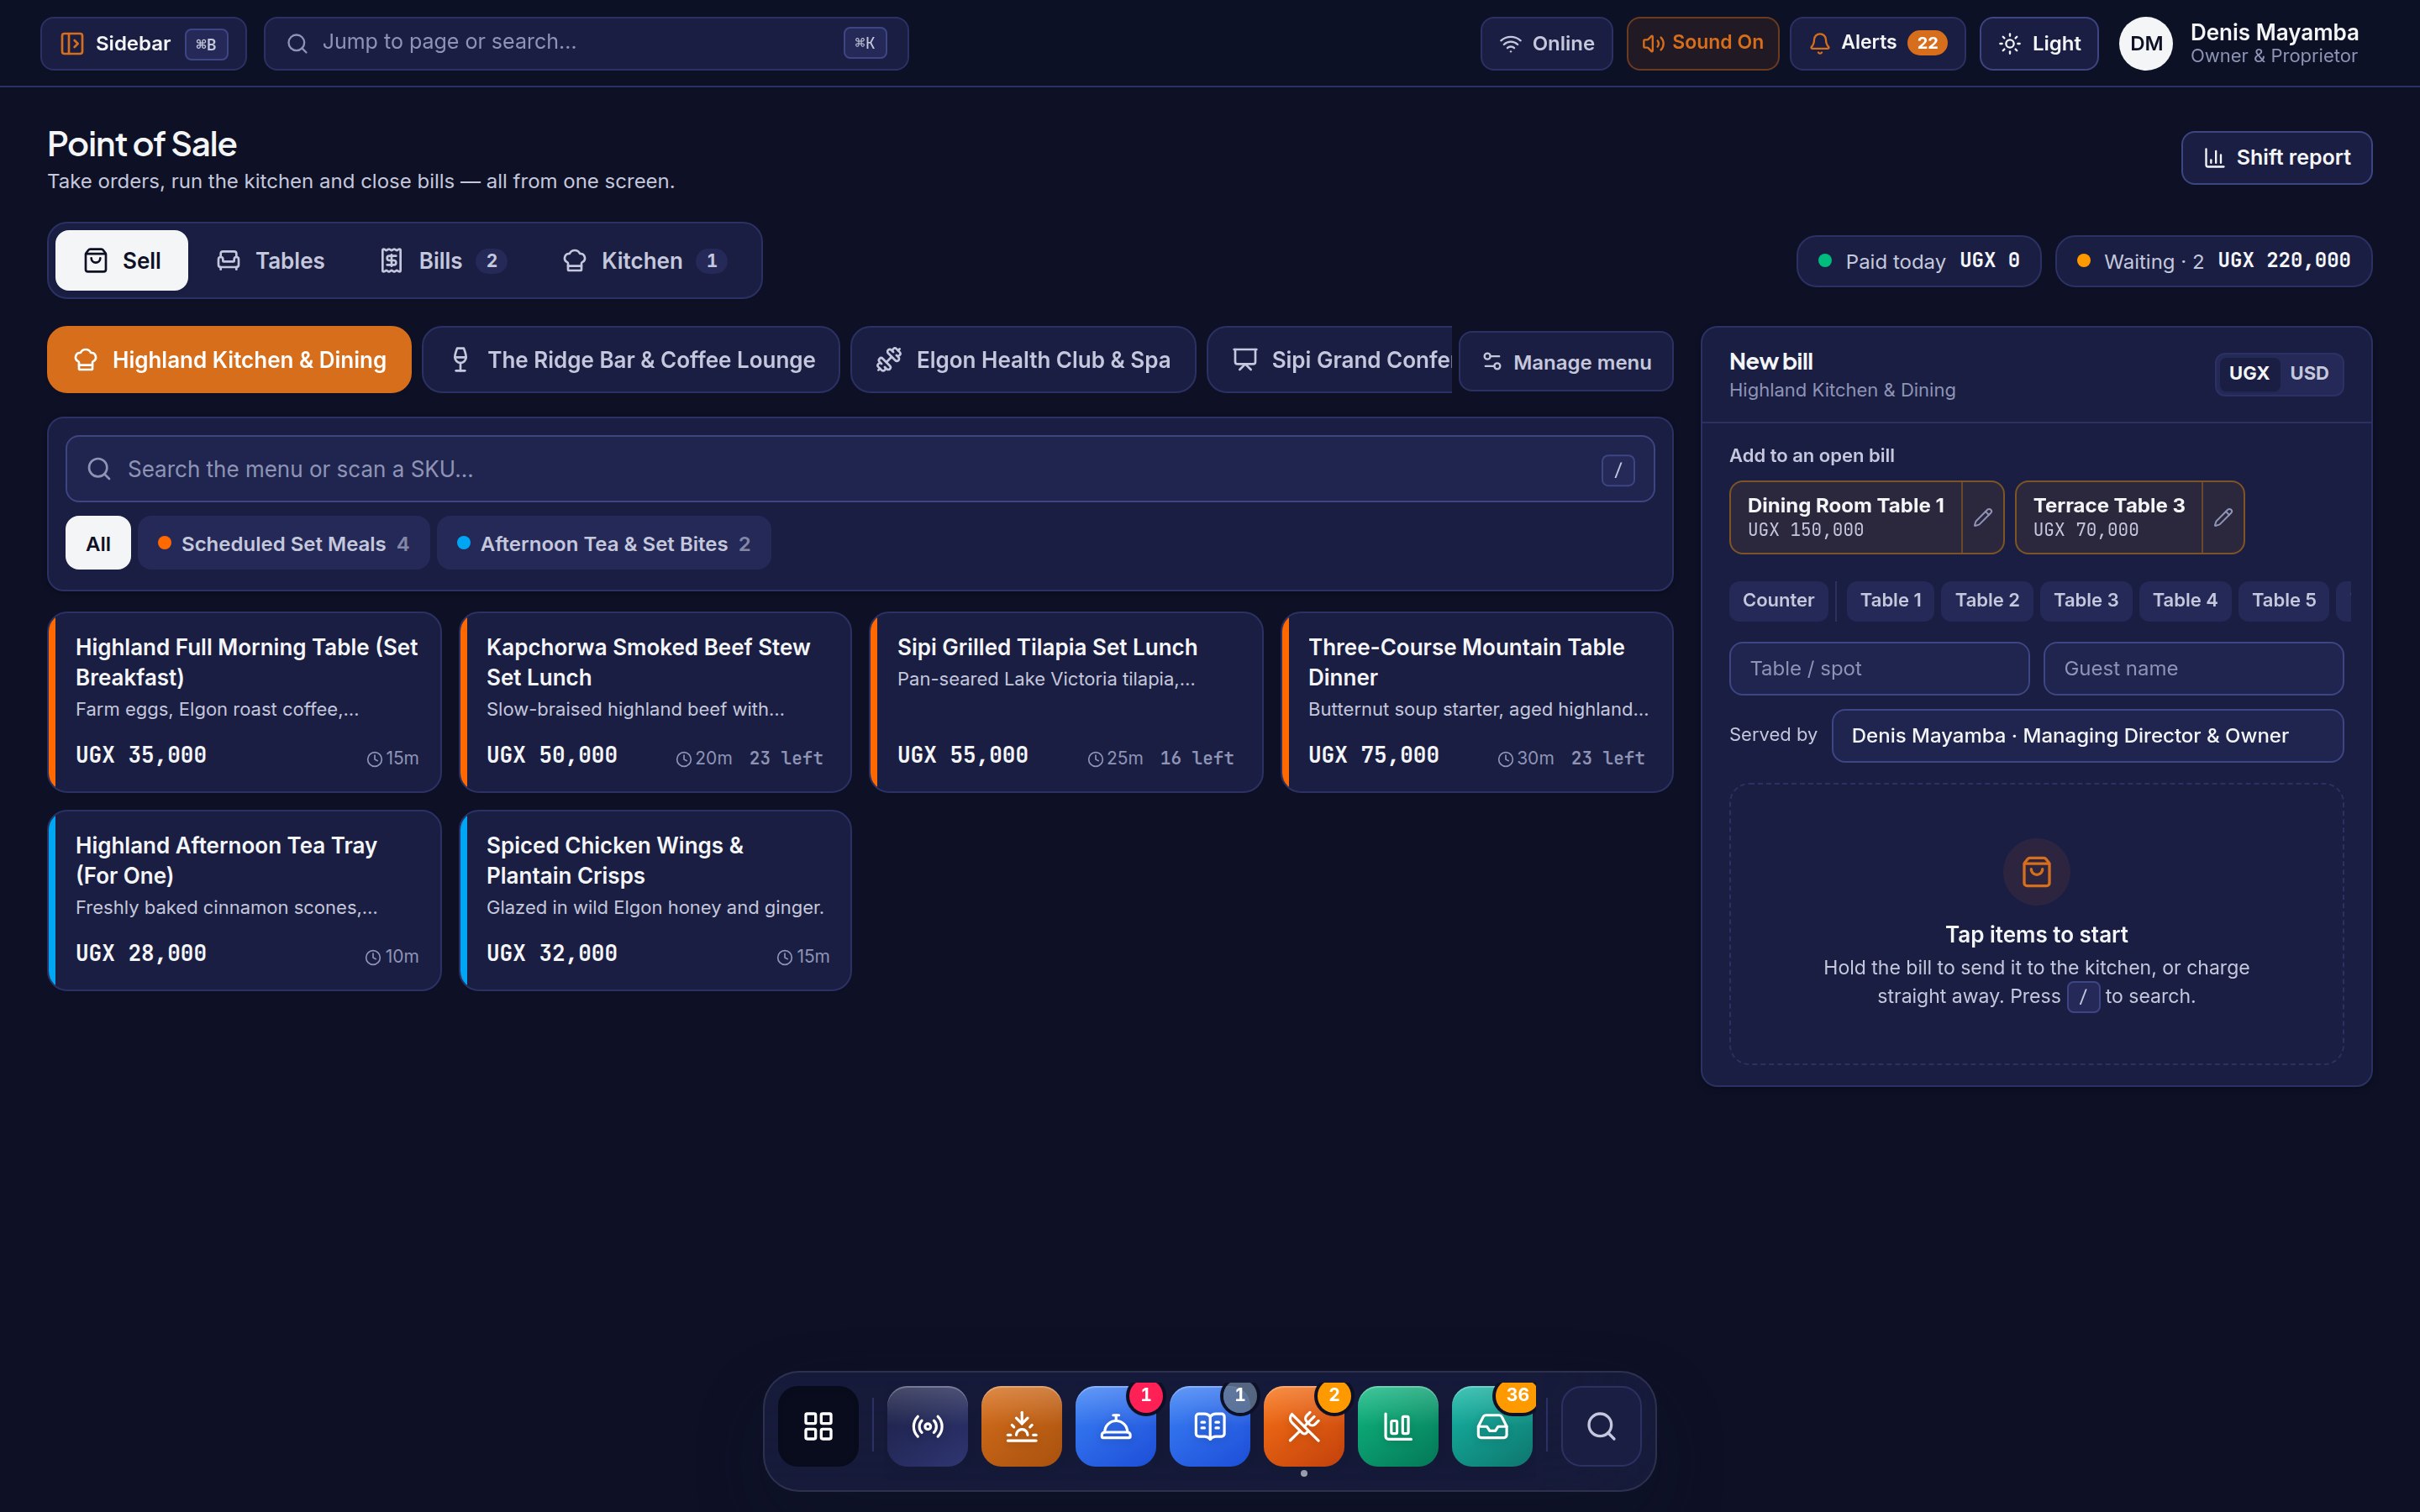 Sidebar ⌘B
Jump to page or search... ⌘K
Online
Sound On
Alerts 22
Light
DM
Denis Mayamba
Owner & Proprietor
Point of Sale
Take orders, run the kitchen and close bills — all from one screen.
Shift report
Sell
Tables
Bills 2
Kitchen 1
Paid today UGX 0
Waiting · 2 UGX 220,000
Highland Kitchen & Dining
The Ridge Bar & Coffee Lounge
Elgon Health Club & Spa
Sipi Grand Confer
Manage menu
Search the menu or scan a SKU... /
All
Scheduled Set Meals 4
Afternoon Tea & Set Bites 2
Highland Full Morning Table (Set
Breakfast)
Farm eggs, Elgon roast coffee,...
UGX 35,000 15m
Kapchorwa Smoked Beef Stew
Set Lunch
Slow-braised highland beef with...
UGX 50,000 20m 23 left
Sipi Grilled Tilapia Set Lunch
Pan-seared Lake Victoria tilapia,...
UGX 55,000 25m 16 left
Three-Course Mountain Table
Dinner
Butternut soup starter, aged highland...
UGX 75,000 30m 23 left
Highland Afternoon Tea Tray
(For One)
Freshly baked cinnamon scones,...
UGX 28,000 10m
Spiced Chicken Wings &
Plantain Crisps
Glazed in wild Elgon honey and ginger.
UGX 32,000 15m
New bill
Highland Kitchen & Dining
UGX USD
Add to an open bill
Dining Room Table 1
UGX 150,000
Terrace Table 3
UGX 70,000
Counter Table 1 Table 2 Table 3 Table 4 Table 5
Table / spot
Guest name
Served by
Denis Mayamba · Managing Director & Owner
Tap items to start
Hold the bill to send it to the kitchen, or charge
straight away. Press / to search.
1
1
2
36